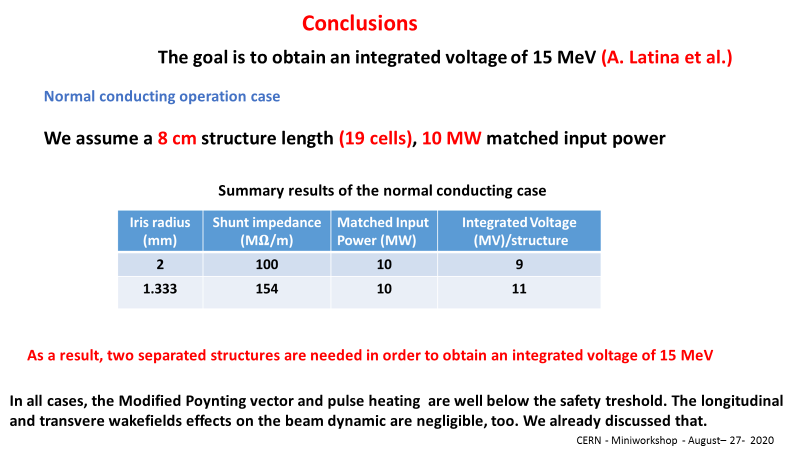 Conclusions
The goal is to obtain an integrated voltage of 15 MeV (A. Latina et al.)
Normal conducting operation case
We assume a 8 cm structure length (19 cells), 10 MW matched input power
Summary results of the normal conducting case
Iris radius (mm) Shunt impedance (MΩ/m) Matched Input Power (MW) Integrated Voltage (MV)/structure
2 100 10 9
1.333 154 10 11
As a result, two separated structures are needed in order to obtain an integrated voltage of 15 MeV
In all cases, the Modified Poynting vector and pulse heating are well below the safety treshold. The longitudinal
and transvere wakefields effects on the beam dynamic are negligible, too. We already discussed that.
CERN - Miniworkshop - August– 27- 2020